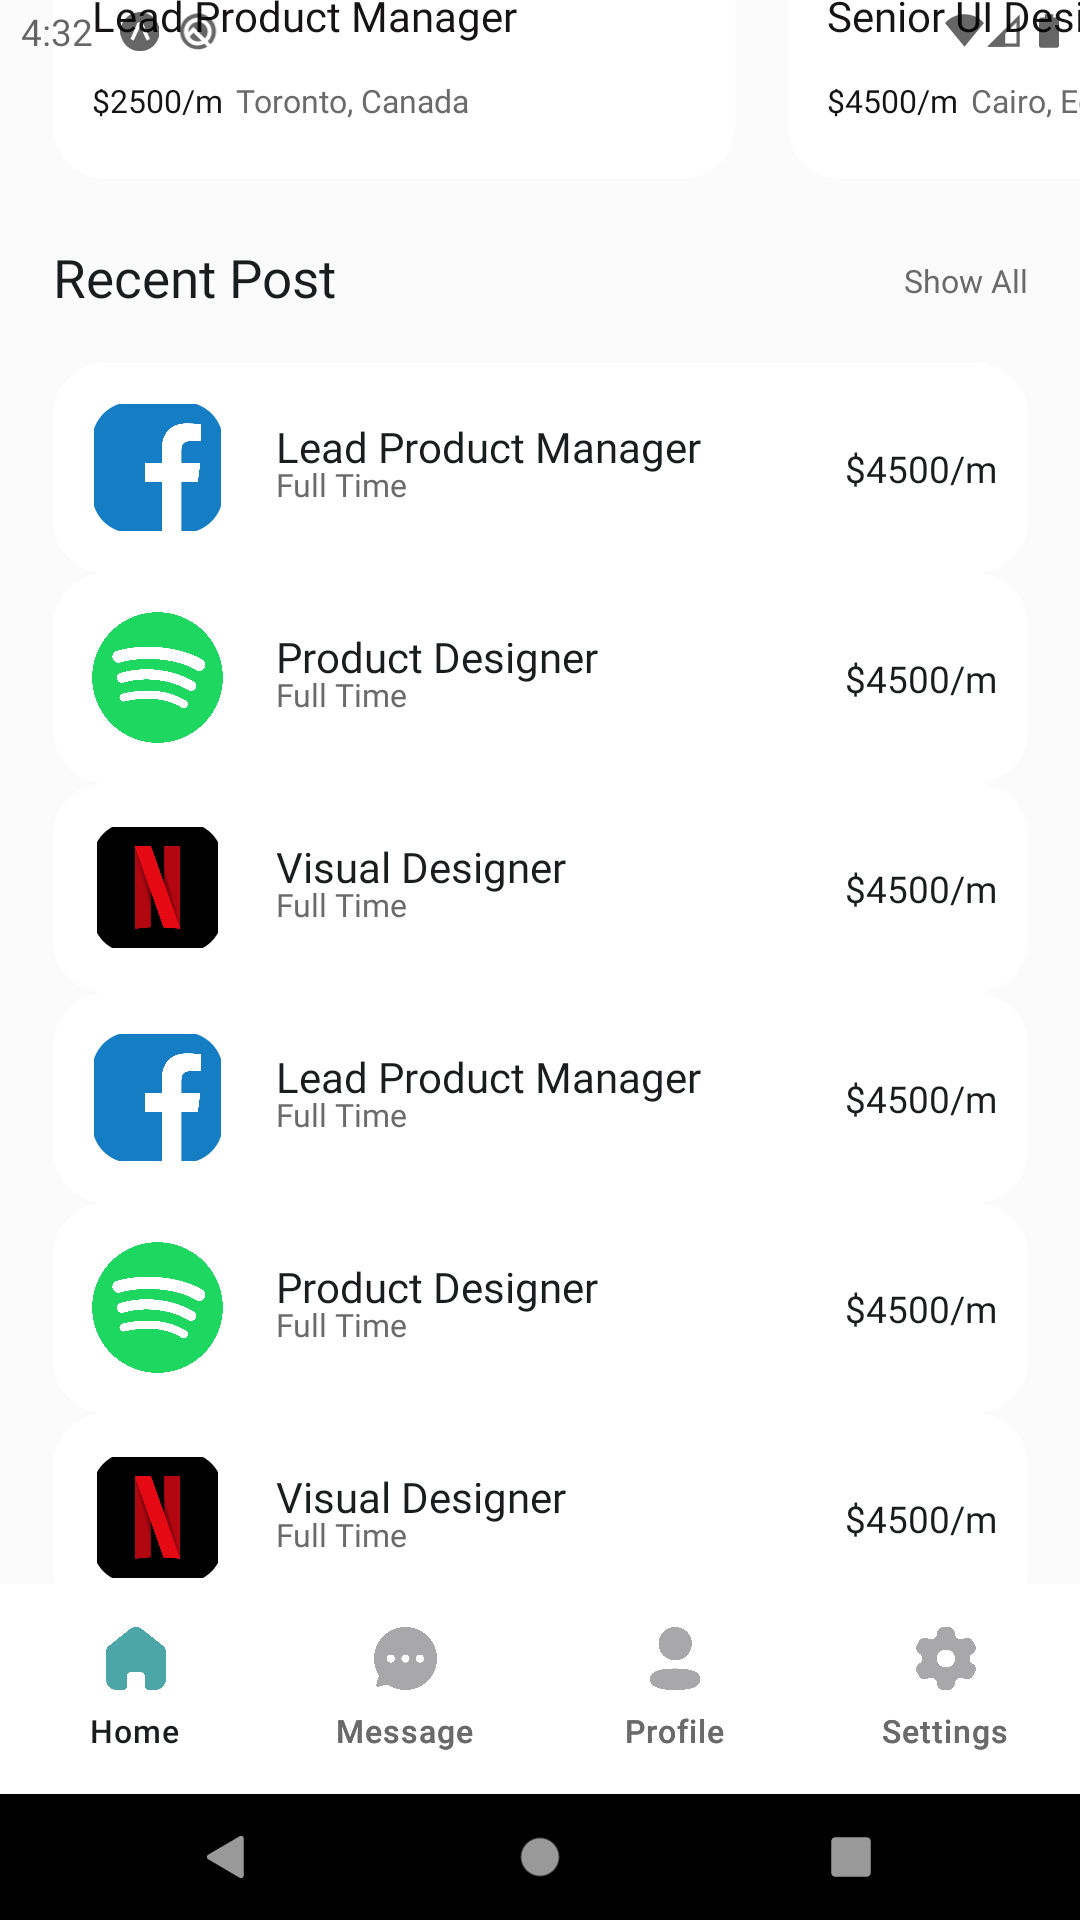 4:32
Lead Product Manager
Senior UI Desi
$2500/m Toronto, Canada
$4500/m Cairo, E
Recent Post
Show All
Lead Product Manager
Full Time
$4500/m
Product Designer
Full Time
$4500/m
Visual Designer
Full Time
$4500/m
Lead Product Manager
Full Time
$4500/m
Product Designer
Full Time
$4500/m
Visual Designer
Full Time
$4500/m
Home
Message
Profile
Settings